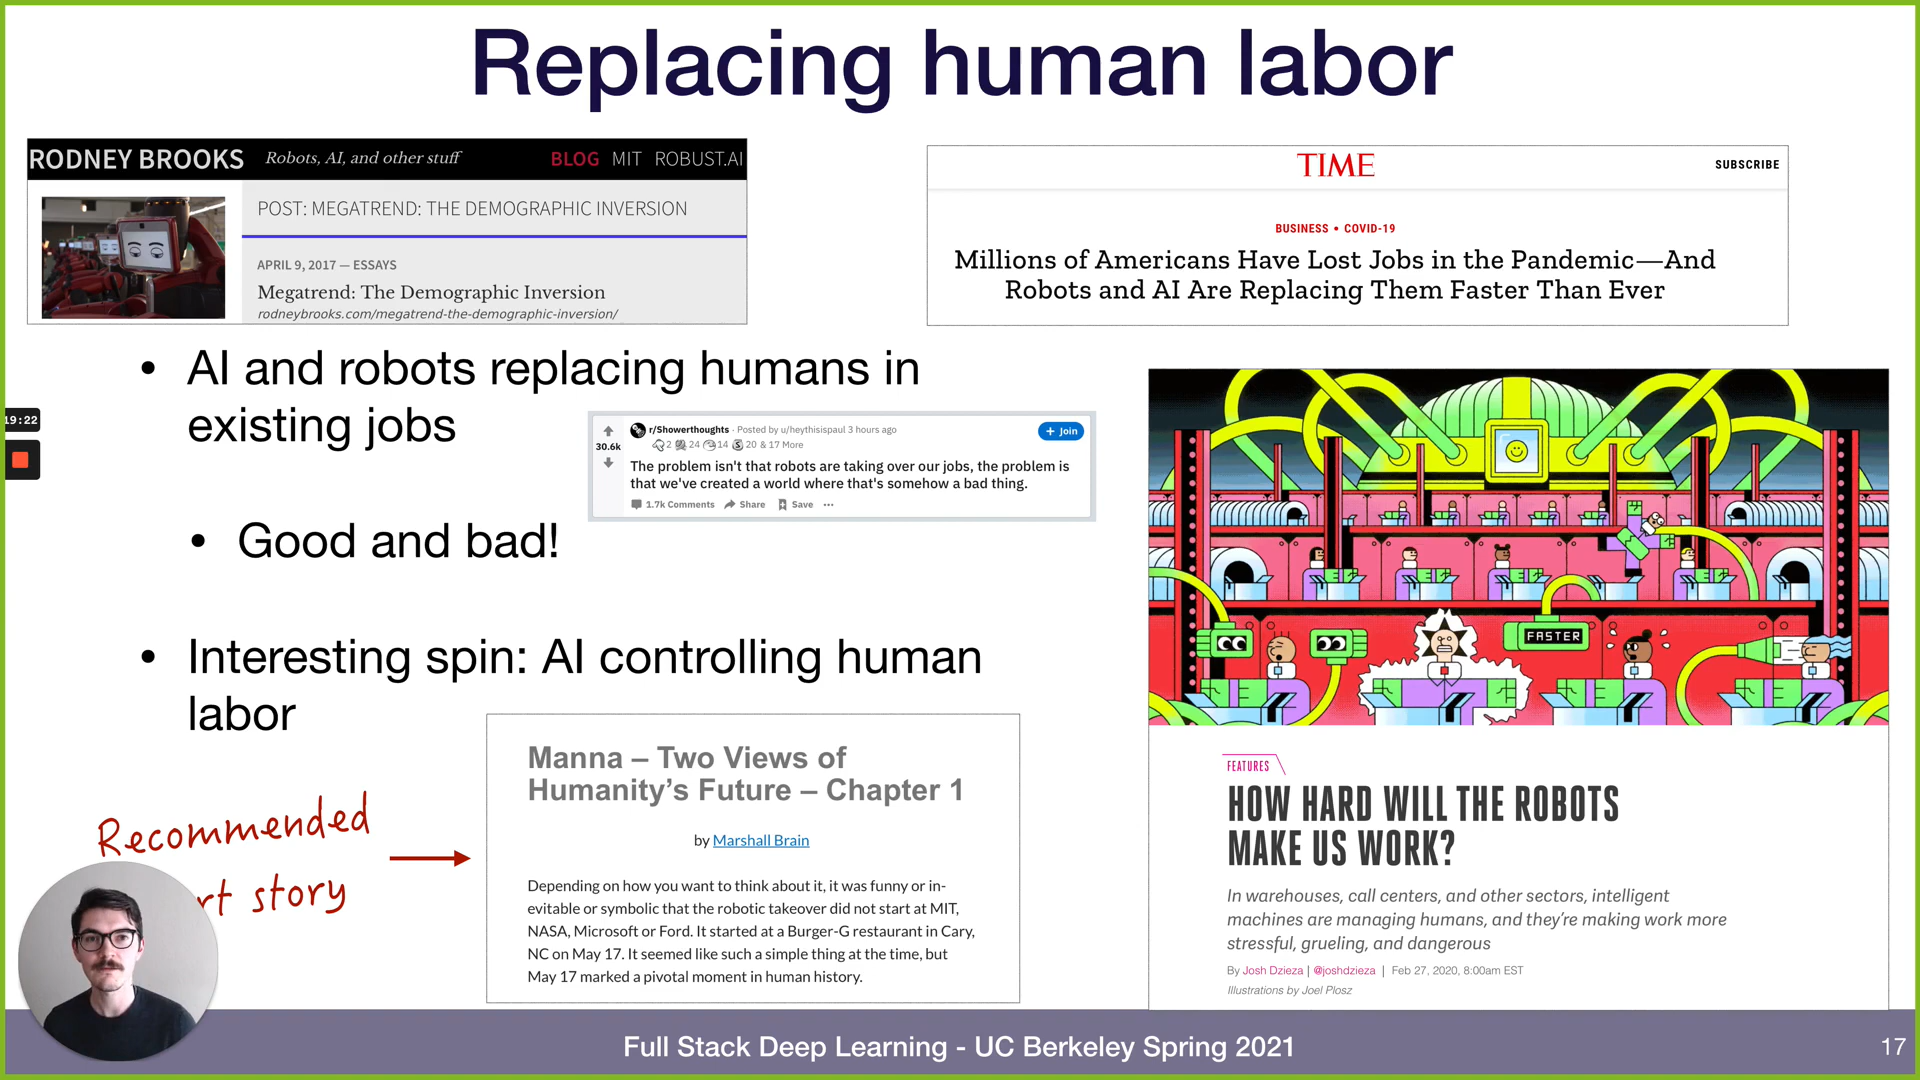 Replacing human labor
RODNEY BROOKS Robots, AI, and other stuff BLOG MIT ROBUST.AI
POST: MEGATREND: THE DEMOGRAPHIC INVERSION
APRIL 9, 2017 — ESSAYS
Megatrend: The Demographic Inversion
rodneybrooks.com/megatrend-the-demographic-inversion/
TIME
SUBSCRIBE
BUSINESS • COVID-19
Millions of Americans Have Lost Jobs in the Pandemic—And
Robots and AI Are Replacing Them Faster Than Ever
• AI and robots replacing humans in
existing jobs
19:22
30.6k
r/Showerthoughts · Posted by u/heythisispaul 3 hours ago
2 24 14 20 & 17 More
+ Join
The problem isn't that robots are taking over our jobs, the problem is
that we've created a world where that's somehow a bad thing.
1.7k Comments Share Save ...
• Good and bad!
• Interesting spin: AI controlling human
labor
Recommended
rt story
Manna – Two Views of
Humanity's Future – Chapter 1
by Marshall Brain
Depending on how you want to think about it, it was funny or in-
evitable or symbolic that the robotic takeover did not start at MIT,
NASA, Microsoft or Ford. It started at a Burger-G restaurant in Cary,
NC on May 17. It seemed like such a simple thing at the time, but
May 17 marked a pivotal moment in human history.
FASTER
FEATURES
HOW HARD WILL THE ROBOTS
MAKE US WORK?
In warehouses, call centers, and other sectors, intelligent
machines are managing humans, and they're making work more
stressful, grueling, and dangerous
By Josh Dzieza | @joshdzieza | Feb 27, 2020, 8:00am EST
Illustrations by Joel Plosz
Full Stack Deep Learning - UC Berkeley Spring 2021
17